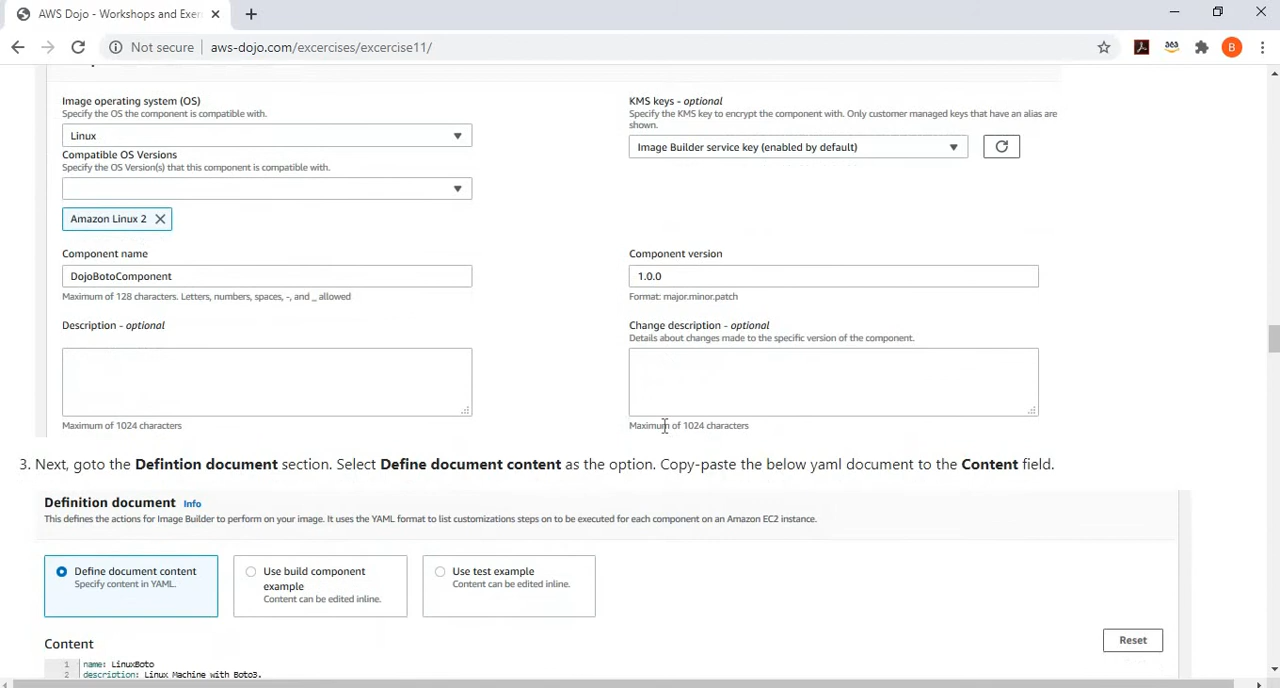 AWS Dojo - Workshops and Exer
Not secure
aws-dojo.com/excercises/excercise11/
B
Image operating system (OS)
Specify the OS the component is compatible with.
Linux
Compatible OS Versions
Specify the OS Version(s) that this component is compatible with.
Amazon Linux 2
KMS keys - optional
Specify the KMS key to encrypt the component with. Only customer managed keys that have an alias are
shown.
Image Builder service key (enabled by default)
Component name
DojoBotoComponent
Maximum of 128 characters. Letters, numbers, spaces, -, and _ allowed
Component version
1.0.0
Format: major.minor.patch
Description - optional
Maximum of 1024 characters
Change description - optional
Details about changes made to the specific version of the component.
Maximum of 1024 characters
3. Next, goto the Defintion document section. Select Define document content as the option. Copy-paste the below yaml document to the Content field.
Definition document Info
This defines the actions for Image Builder to perform on your image. It uses the YAML format to list customizations steps on to be executed for each component on an Amazon EC2 instance.
Define document content
Specify content in YAML.
Use build component
example
Content can be edited inline.
Use test example
Content can be edited inline.
Content
Reset
1 name: LinuxBoto
2 description: Linux Machine with Boto3.